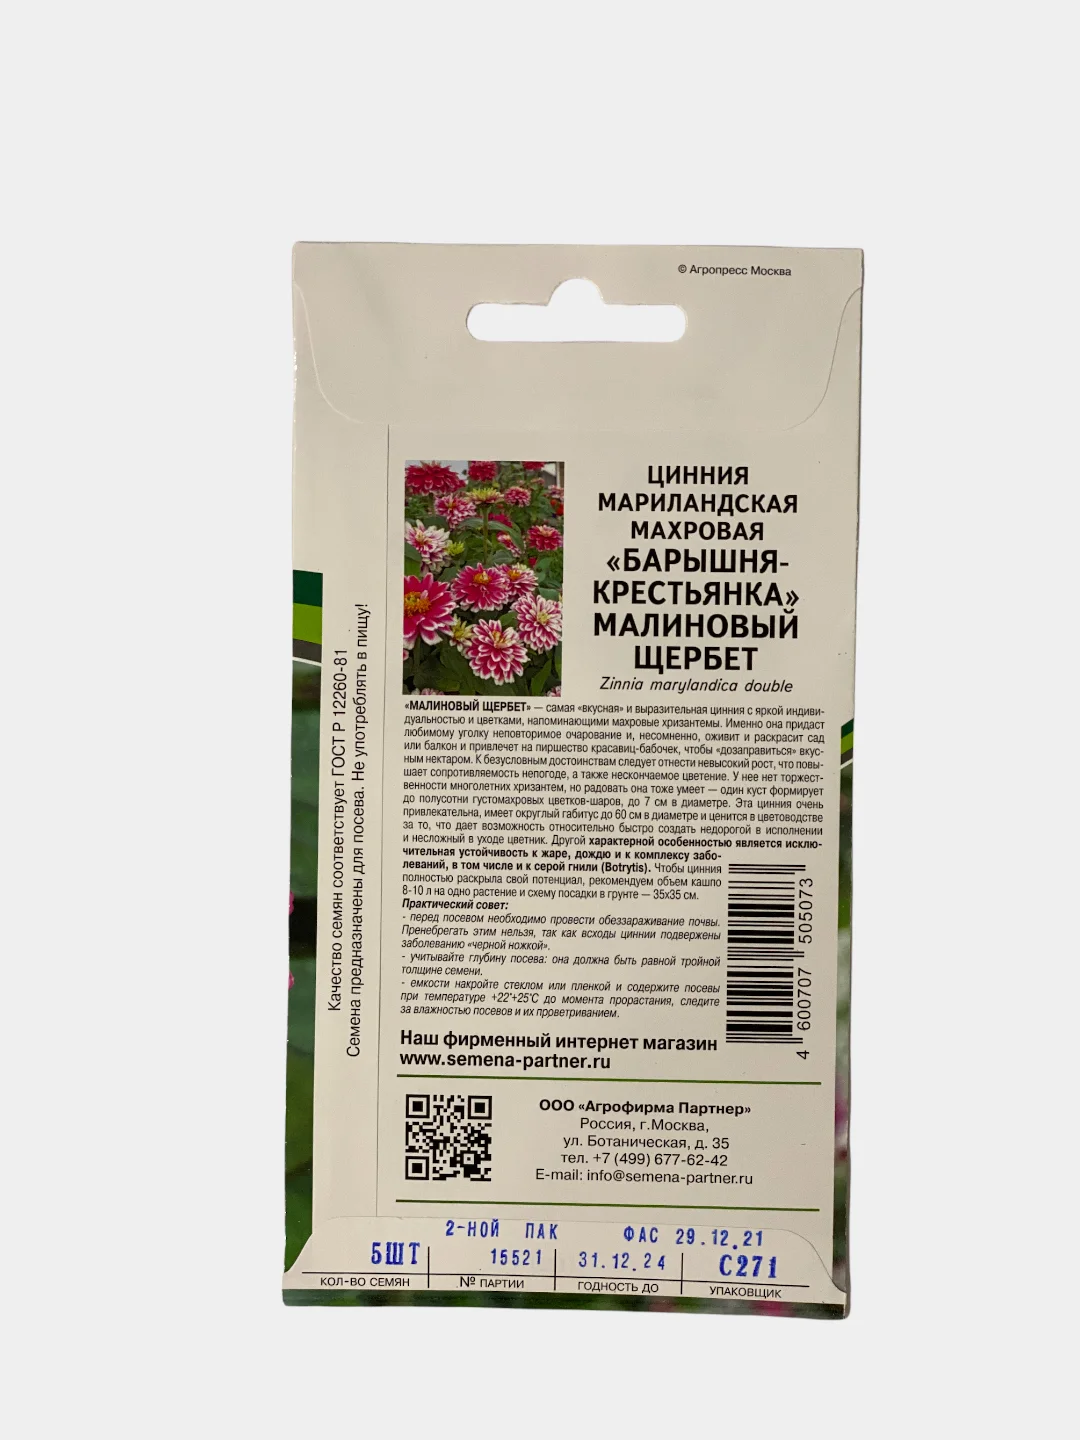 © Агропресс Москва
ЦИННИЯ
МАРИЛАНДСКАЯ
МАХРОВАЯ
«БАРЫШНЯ-
КРЕСТЬЯНКА»
МАЛИНОВЫЙ
ЩЕРБЕТ
Zinnia marylandica double
«МАЛИНОВЫЙ ЩЕРБЕТ» — самая «вкусная» и выразительная цинния с яркой индиви-
дуальностью и цветками, напоминающими махровые хризантемы. Именно она придаст
любимому уголку неповторимое очарование и, несомненно, оживит и раскрасит сад
или балкон и привлечет на пиршество красавиц-бабочек, чтобы «дозаправиться» вкус-
ным нектаром. К безусловным достоинствам следует отнести невысокий рост, что повы-
шает сопротивляемость непогоде, а также нескончаемое цветение. У нее нет торжест-
венности многолетних хризантем, но радовать она тоже умеет — один куст формирует
до полусотни густомахровых цветков-шаров, до 7 см в диаметре. Эта цинния очень
привлекательна, имеет округлый габитус до 60 см в диаметре и ценится в цветоводстве
за то, что дает возможность относительно быстро создать недорогой в исполнении
и несложный в уходе цветник. Другой характерной особенностью является исклю-
чительная устойчивость к жаре, дождю и к комплексу забо-
леваний, в том числе и к серой гнили (Botrytis). Чтобы цинния
полностью раскрыла свой потенциал, рекомендуем объем кашпо
8-10 л на одно растение и схему посадки в грунте — 35х35 см.
Практический совет:
- перед посевом необходимо провести обеззараживание почвы.
Пренебрегать этим нельзя, так как всходы циннии подвержены
заболеванию «черной ножкой».
- учитывайте глубину посева: она должна быть равной тройной
толщине семени.
- емкости накройте стеклом или пленкой и содержите посевы
при температуре +22°+25°С до момента прорастания, следите
за влажностью посевов и их проветриванием.
4 600707 505073
Качество семян соответствует ГОСТ Р 12260-81
Семена предназначены для посева. Не употреблять в пищу!
Наш фирменный интернет магазин
www.semena-partner.ru
ООО «Агрофирма Партнер»
Россия, г.Москва,
ул. Ботаническая, д. 35
тел. +7 (499) 677-62-42
E-mail: info@semena-partner.ru
2-НОЙ ПАК ФАС 29.12.21
5ШТ 15521 31.12.24 С271
КОЛ-ВО СЕМЯН № ПАРТИИ ГОДНОСТЬ ДО УПАКОВЩИК